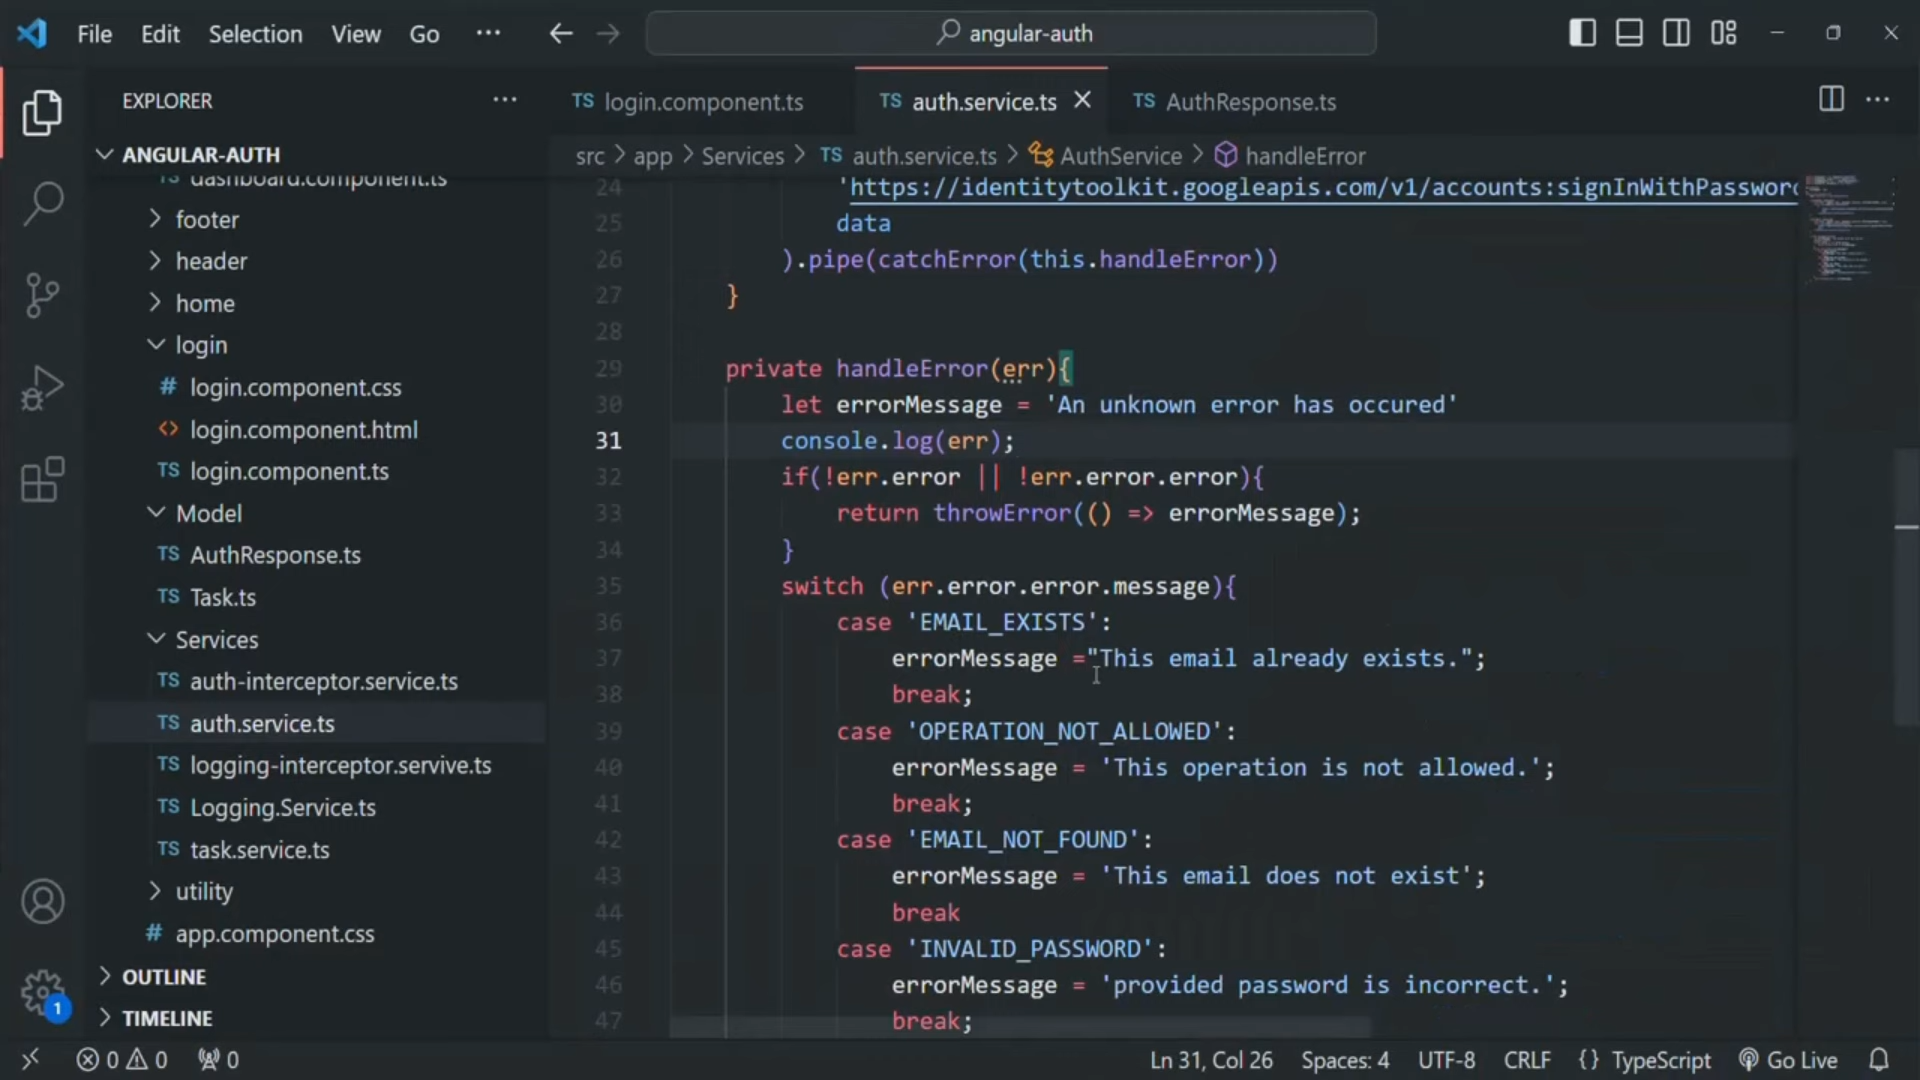 File Edit Selection View Go ··· angular-auth
EXPLORER ···
ANGULAR-AUTH
dashboard.component.ts
footer
header
home
login
# login.component.css
<> login.component.html
TS login.component.ts
Model
TS AuthResponse.ts
TS Task.ts
Services
TS auth-interceptor.service.ts
TS auth.service.ts
TS logging-interceptor.servive.ts
TS Logging.Service.ts
TS task.service.ts
utility
# app.component.css
OUTLINE
TIMELINE
1
TS login.component.ts TS auth.service.ts TS AuthResponse.ts
src > app > Services > TS auth.service.ts > AuthService > handleError
24 'https://identitytoolkit.googleapis.com/v1/accounts:signInWithPassword
25 data
26 ).pipe(catchError(this.handleError))
27 }
28
29 private handleError(err){
30 let errorMessage = 'An unknown error has occured'
31 console.log(err);
32 if(!err.error || !err.error.error){
33 return throwError(() => errorMessage);
34 }
35 switch (err.error.error.message){
36 case 'EMAIL_EXISTS':
37 errorMessage ="This email already exists.";
38 break;
39 case 'OPERATION_NOT_ALLOWED':
40 errorMessage = 'This operation is not allowed.';
41 break;
42 case 'EMAIL_NOT_FOUND':
43 errorMessage = 'This email does not exist';
44 break
45 case 'INVALID_PASSWORD':
46 errorMessage = 'provided password is incorrect.';
47 break;
0 0 0 Ln 31, Col 26 Spaces: 4 UTF-8 CRLF {} TypeScript Go Live